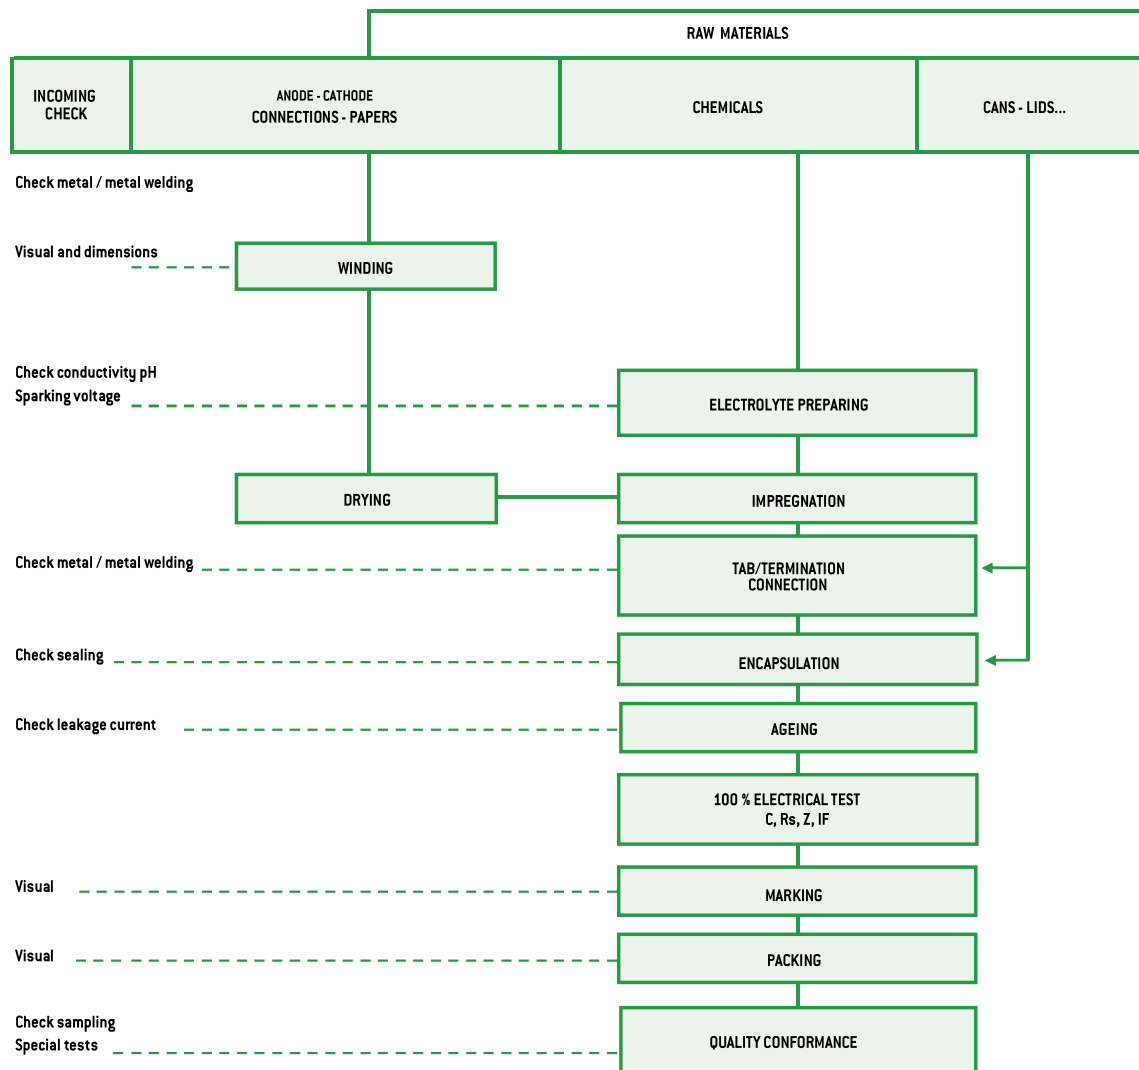 RAW MATERIALS
INCOMING
CHECK
ANODE - CATHODE
CONNECTIONS - PAPERS
CHEMICALS
CANS - LIDS...
Check metal / metal welding
Visual and dimensions
WINDING
Check conductivity pH
Sparking voltage
ELECTROLYTE PREPARING
DRYING
IMPREGNATION
Check metal / metal welding
TAB/TERMINATION
CONNECTION
Check sealing
ENCAPSULATION
Check leakage current
AGEING
100 % ELECTRICAL TEST
C, Rs, Z, IF
Visual
MARKING
Visual
PACKING
Check sampling
Special tests
QUALITY CONFORMANCE